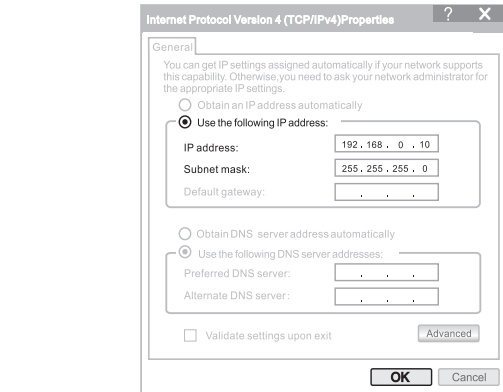 Internet Protocol Version 4 (TCP/IPv4)Properties ? X
General
You can get IP settings assigned automatically if your network supports
this capability. Otherwise,you need to ask your network administrator for
the appropriate IP settings.
Obtain an IP address automatically
Use the following IP address:
IP address: 192 . 168 . 0 . 10
Subnet mask: 255 . 255 . 255 . 0
Default gateway: . . .
Obtain DNS server address automatically
Use the following DNS server addresses:
Preferred DNS server: . . .
Alternate DNS server: . . .
Validate settings upon exit Advanced
OK Cancel